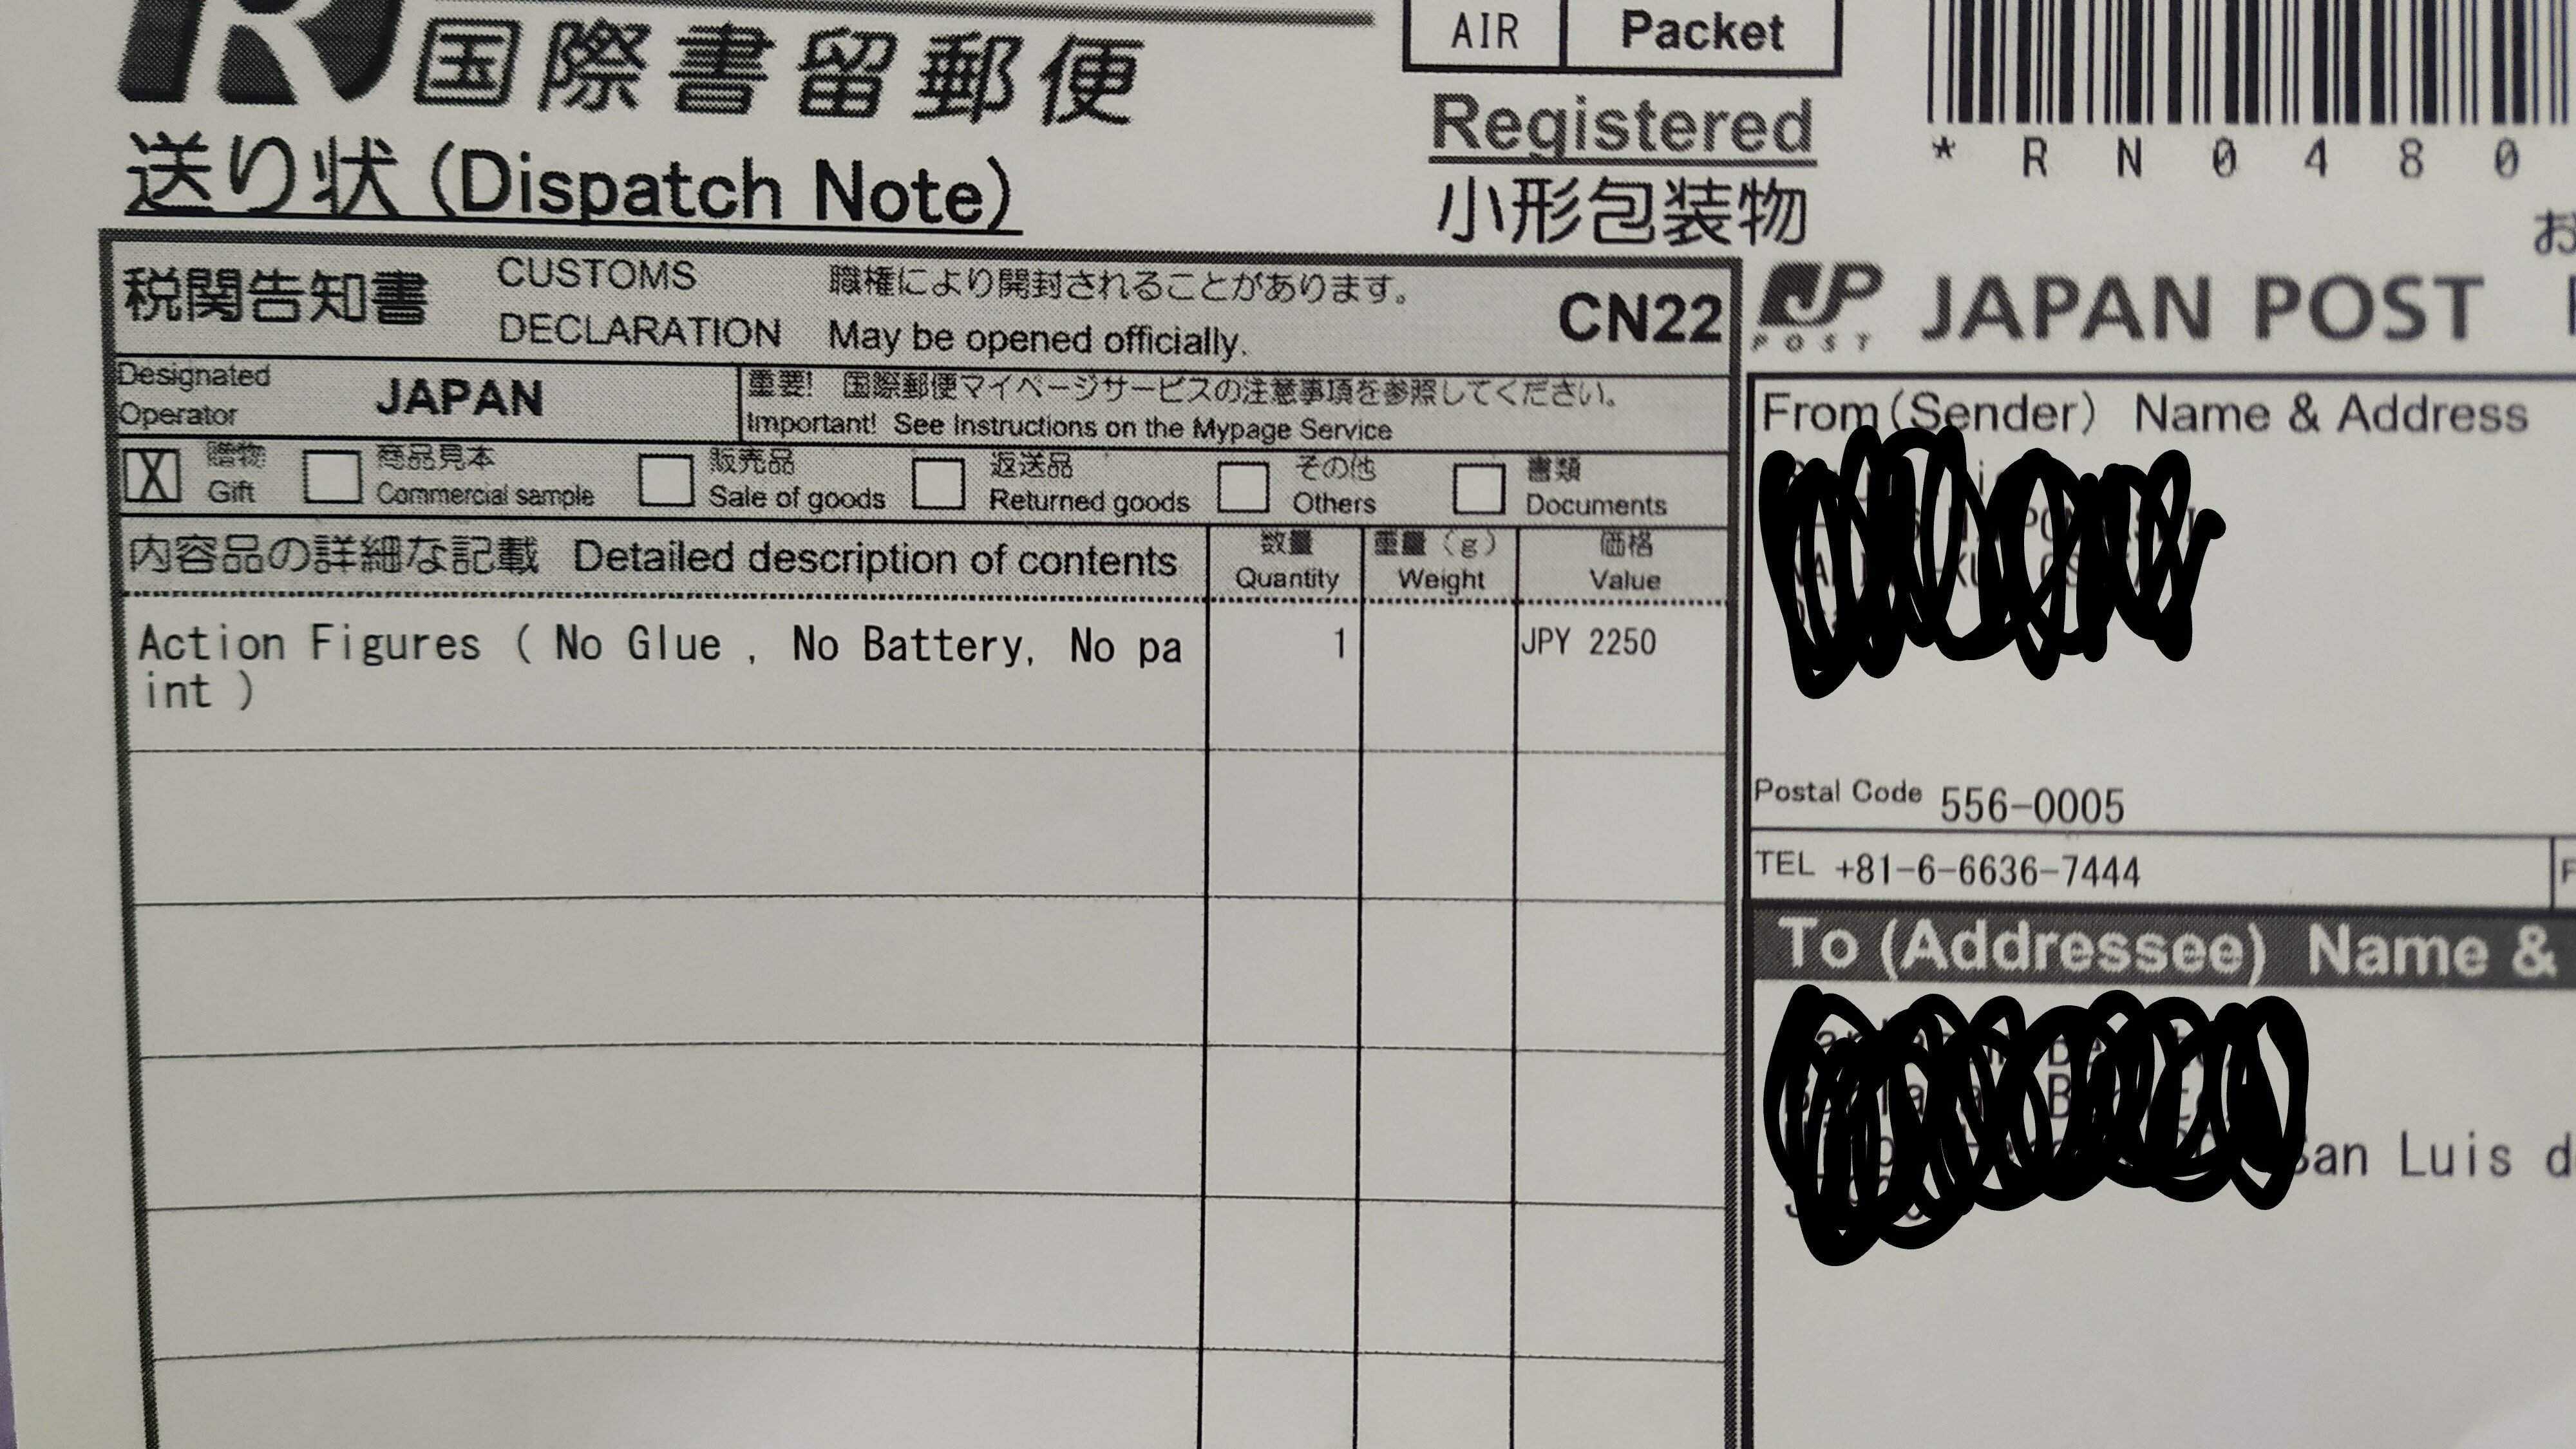 R
国際書留郵便
送り状 (Dispatch Note)
AIR Packet
Registered
小形包装物
* R N 0 4 8 0
お
税関告知書 CUSTOMS DECLARATION
職権により開封されることがあります。
May be opened officially.
CN22
Designated Operator JAPAN
重要! 国際郵便マイページサービスの注意事項を参照してください。
Important! See Instructions on the Mypage Service
X 贈物 Gift
商品見本 Commercial sample
販売品 Sale of goods
返送品 Returned goods
その他 Others
書類 Documents
内容品の詳細な記載 Detailed description of contents
数量 Quantity
重量 (g) Weight
価格 Value
Action Figures ( No Glue , No Battery, No pa
int )
1
JPY 2250
JP POST JAPAN POST
From (Sender) Name & Address
Postal Code 556-0005
TEL +81-6-6636-7444
To (Addressee) Name &
San Luis d